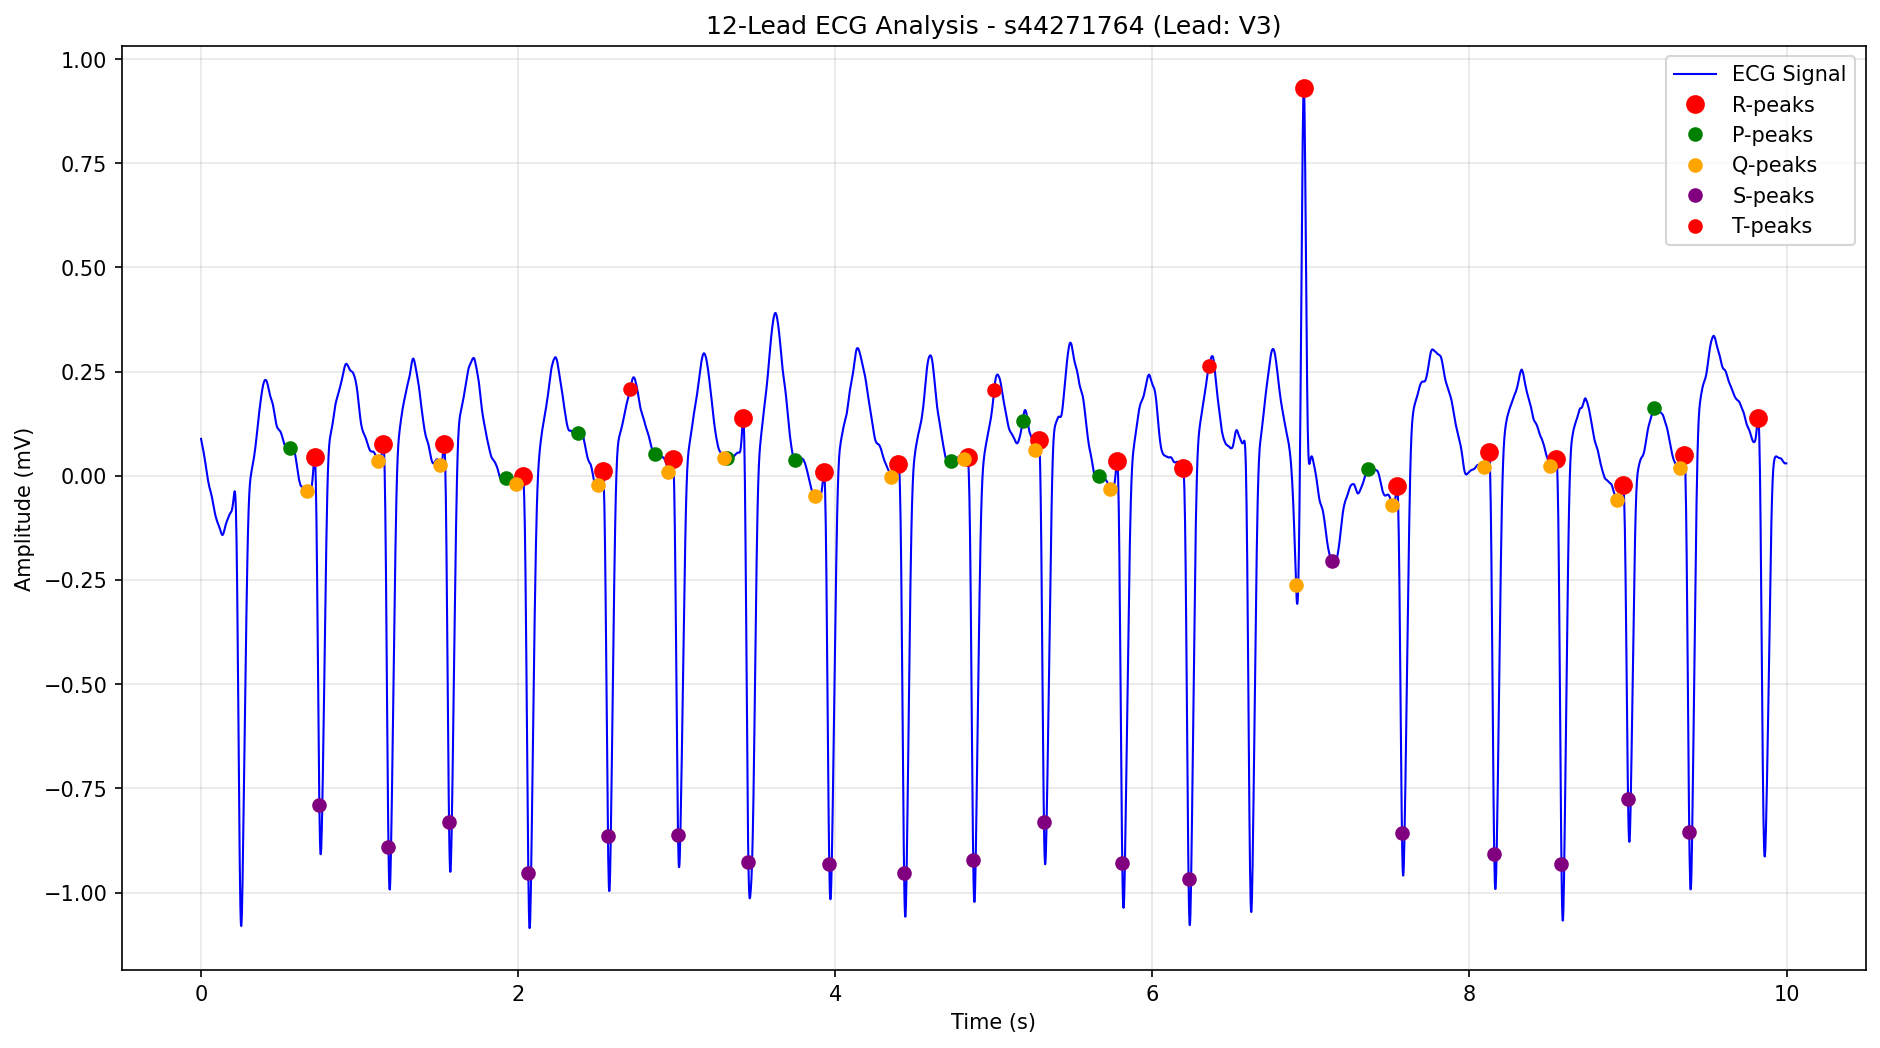 12-Lead ECG Analysis - s44271764 (Lead: V3)
ECG Signal
R-peaks
P-peaks
Q-peaks
S-peaks
T-peaks
Amplitude (mV)
1.00
0.75
0.50
0.25
0.00
−0.25
−0.50
−0.75
−1.00
0 2 4 6 8 10
Time (s)